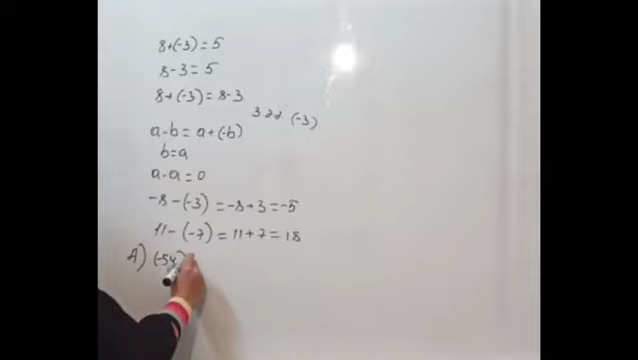 8+(-3)=5
8-3=5
8+(-3)=8-3
a-b=a+(-b)
b=a
a-a=0
-8-(-3)=-8+3=-5
11-(-7)=11+7=18
A) (-54)
(-3)